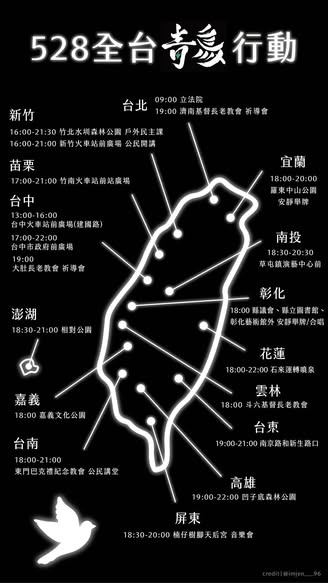 528全台青鳥行動
台北
09:00 立法院
19:00 濟南基督長老教會 祈導會
新竹
16:00-21:30 竹北水圳森林公園 戶外民主課
16:00-21:00 新竹火車站前廣場 公民開講
苗栗
17:00-21:00 竹南火車站前站廣場
台中
13:00-16:00
台中火車站前廣場(建國路)
17:00-22:00
台中市政府前廣場
19:00
大肚長老教會 祈導會
宜蘭
18:00-20:00
羅東中山公園
安靜舉牌
南投
18:30-20:30
草屯鎮演藝中心前
彰化
18:00 縣議會、縣立圖書館、
彰化藝術館外 安靜舉牌/合唱
澎湖
18:30-21:00 相對公園
花蓮
18:00-22:00 石來運轉噴泉
嘉義
18:00 嘉義文化公園
雲林
18:00 斗六基督長老教會
台東
19:00-21:00 南京路和新生路口
台南
18:00-21:00
東門巴克禮紀念教會 公民講堂
高雄
19:00-22:00 凹子底森林公園
屏東
18:30-20:00 楠仔樹腳天后宮 音樂會
credit|@imjen___96